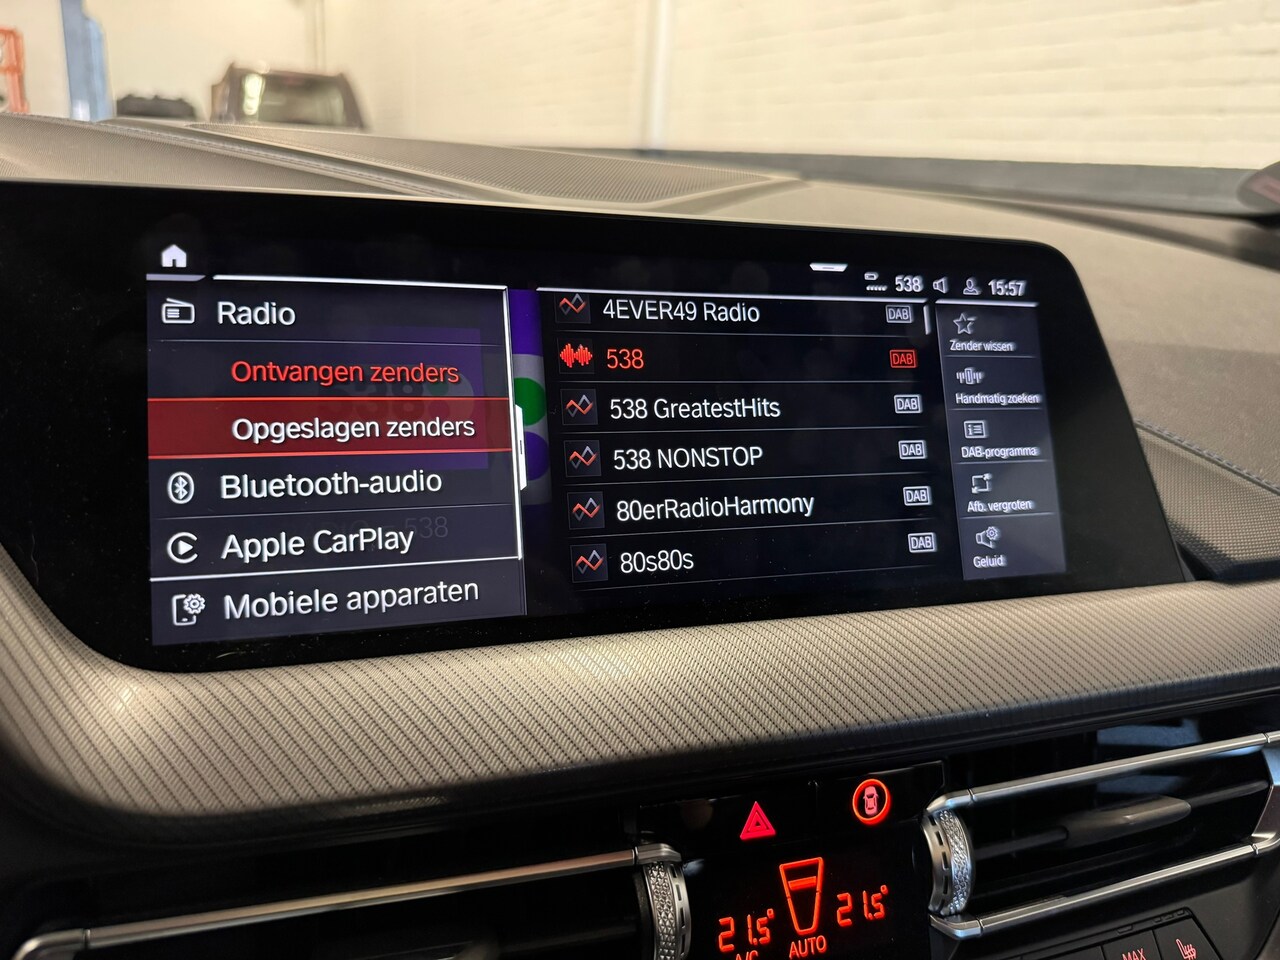 538
15:57
Radio
Ontvangen zenders
Opgeslagen zenders
Bluetooth-audio
Apple CarPlay
Mobiele apparaten
4EVER49 Radio DAB
538 DAB
538 GreatestHits DAB
538 NONSTOP DAB
80erRadioHarmony DAB
80s80s DAB
Zender wissen
Handmatig zoeken
DAB-programma
Afb. vergroten
Geluid
21.5° 21.5°
AUTO
A/C
MAX